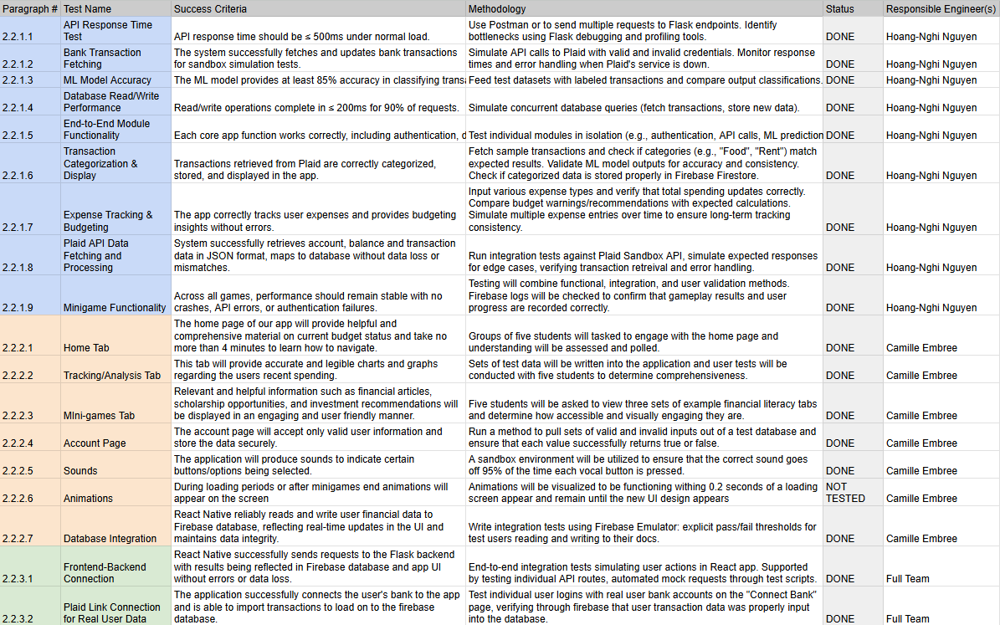 Paragraph # Test Name Success Criteria Methodology Status Responsible Engineer(s)
2.2.1.1 API Response Time Test API response time should be ≤ 500ms under normal load. Use Postman or to send multiple requests to Flask endpoints. Identify bottlenecks using Flask debugging and profiling tools. DONE Hoang-Nghi Nguyen
2.2.1.2 Bank Transaction Fetching The system successfully fetches and updates bank transactions for sandbox simulation tests. Simulate API calls to Plaid with valid and invalid credentials. Monitor response times and error handling when Plaid's service is down. DONE Hoang-Nghi Nguyen
2.2.1.3 ML Model Accuracy The ML model provides at least 85% accuracy in classifying trans Feed test datasets with labeled transactions and compare output classifications. DONE Hoang-Nghi Nguyen
2.2.1.4 Database Read/Write Performance Read/write operations complete in ≤ 200ms for 90% of requests. Simulate concurrent database queries (fetch transactions, store new data). DONE Hoang-Nghi Nguyen
2.2.1.5 End-to-End Module Functionality Each core app function works correctly, including authentication, d Test individual modules in isolation (e.g., authentication, API calls, ML prediction DONE Hoang-Nghi Nguyen
2.2.1.6 Transaction Categorization & Display Transactions retrieved from Plaid are correctly categorized, stored, and displayed in the app. Fetch sample transactions and check if categories (e.g., "Food", "Rent") match expected results. Validate ML model outputs for accuracy and consistency. Check if categorized data is stored properly in Firebase Firestore. DONE Hoang-Nghi Nguyen
2.2.1.7 Expense Tracking & Budgeting The app correctly tracks user expenses and provides budgeting insights without errors. Input various expense types and verify that total spending updates correctly. Compare budget warnings/recommendations with expected calculations. Simulate multiple expense entries over time to ensure long-term tracking consistency. DONE Hoang-Nghi Nguyen
2.2.1.8 Plaid API Data Fetching and Processing System successfully retrieves account, balance and transaction data in JSON format, maps to database without data loss or mismatches. Run integration tests against Plaid Sandbox API, simulate expected responses for edge cases, verifying transaction retreival and error handling. DONE Hoang-Nghi Nguyen
2.2.1.9 Minigame Functionality Across all games, performance should remain stable with no crashes, API errors, or authentication failures. Testing will combine functional, integration, and user validation methods. Firebase logs will be checked to confirm that gameplay results and user progress are recorded correctly. DONE Hoang-Nghi Nguyen
2.2.2.1 Home Tab The home page of our app will provide helpful and comprehensive material on current budget status and take no more than 4 minutes to learn how to navigate. Groups of five students will tasked to engage with the home page and understanding will be assessed and polled. DONE Camille Embree
2.2.2.2 Tracking/Analysis Tab This tab will provide accurate and legible charts and graphs regarding the users recent spending. Sets of test data will be written into the application and user tests will be conducted with five students to determine comprehensiveness. DONE Camille Embree
2.2.2.3 MIni-games Tab Relevant and helpful information such as financial articles, scholarship opportunities, and investment recommendations will be displayed in an engaging and user friendly manner. Five students will be asked to view three sets of example financial literacy tabs and determine how accessible and visually engaging they are. DONE Camille Embree
2.2.2.4 Account Page The account page will accept only valid user information and store the data securely. Run a method to pull sets of valid and invalid inputs out of a test database and ensure that each value successfully returns true or false. DONE Camille Embree
2.2.2.5 Sounds The application will produce sounds to indicate certain buttons/options being selected. A sandbox environment will be utilized to ensure that the correct sound goes off 95% of the time each vocal button is pressed. DONE Camille Embree
2.2.2.6 Animations During loading periods or after minigames end animations will appear on the screen Animations will be visualized to be functioning withing 0.2 seconds of a loading screen appear and remain until the new UI design appears NOT TESTED Camille Embree
2.2.2.7 Database Integration React Native reliably reads and write user financial data to Firebase database, reflecting real-time updates in the UI and maintains data integrity. Write integration tests using Firebase Emulator: explicit pass/fail thresholds for test users reading and writing to their docs. DONE Camille Embree
2.2.3.1 Frontend-Backend Connection React Native successfully sends requests to the Flask backend with results being reflected in Firebase database and app UI without errors or data loss. End-to-end integration tests simulating user actions in React app. Supported by testing individual API routes, automated mock requests through test scripts. DONE Full Team
2.2.3.2 Plaid Link Connection for Real User Data The application successfully connects the user's bank to the app and is able to import transactions to load on to the firebase database. Test individual user logins with real user bank accounts on the "Connect Bank" page, verifying through firebase that user transaction data was properly input into the database. DONE Full Team